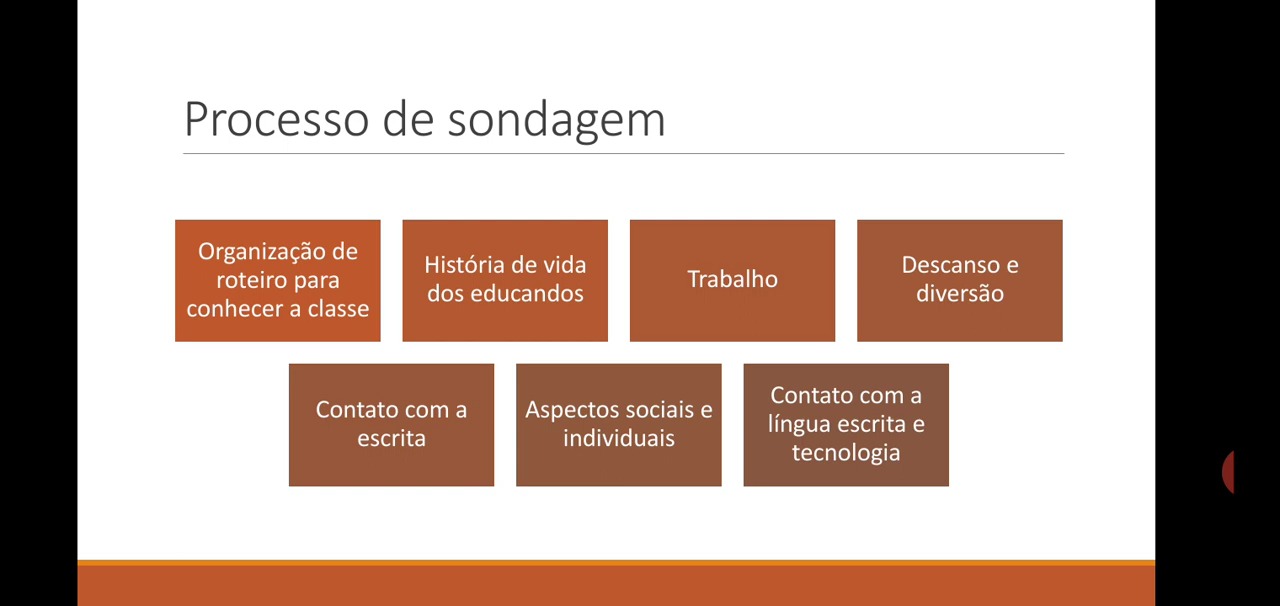 Processo de sondagem
Organização de
roteiro para
conhecer a classe
História de vida
dos educandos
Trabalho
Descanso e
diversão
Contato com a
escrita
Aspectos sociais e
individuais
Contato com a
língua escrita e
tecnologia